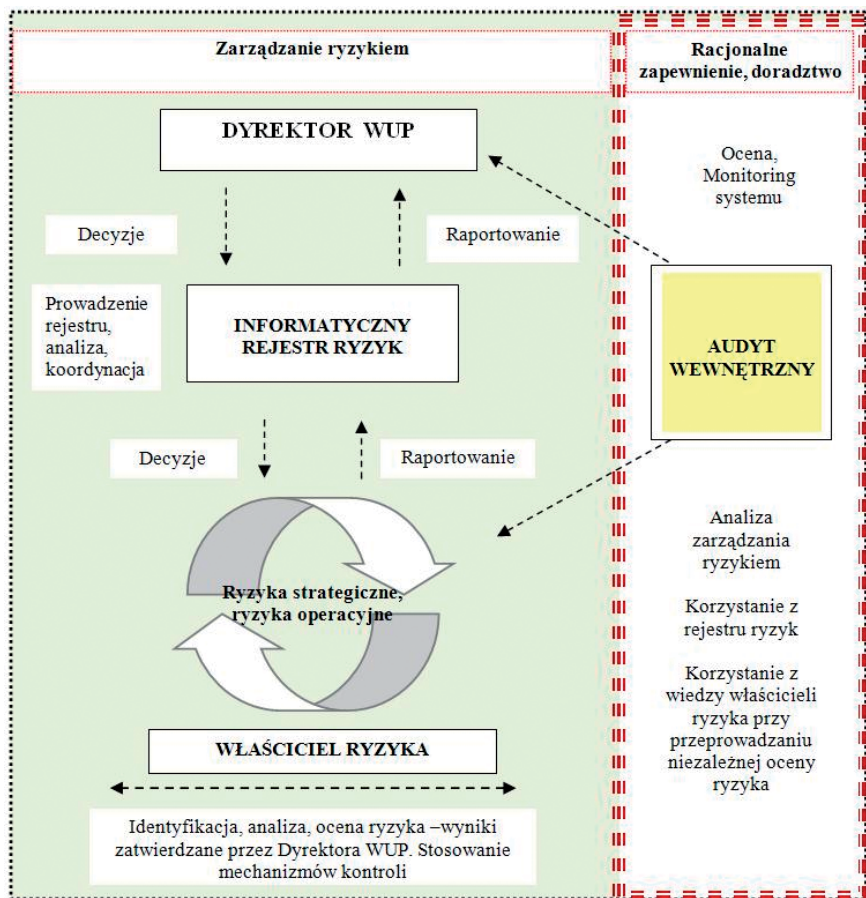 Zarządzanie ryzykiem
Racjonalne
zapewnienie, doradztwo
DYREKTOR WUP
Ocena,
Monitoring
systemu
Decyzje
Raportowanie
Prowadzenie
rejestru,
analiza,
koordynacja
INFORMATYCZNY
REJESTR RYZYK
AUDYT
WEWNĘTRZNY
Decyzje
Raportowanie
Ryzyka strategiczne,
ryzyka operacyjne
Analiza
zarządzania
ryzykiem
Korzystanie z
rejestru ryzyk
Korzystanie z
wiedzy właścicieli
ryzyka przy
przeprowadzaniu
niezależnej oceny
ryzyka
WŁAŚCICIEL RYZYKA
Identyfikacja, analiza, ocena ryzyka –wyniki
zatwierdzane przez Dyrektora WUP. Stosowanie
mechanizmów kontroli